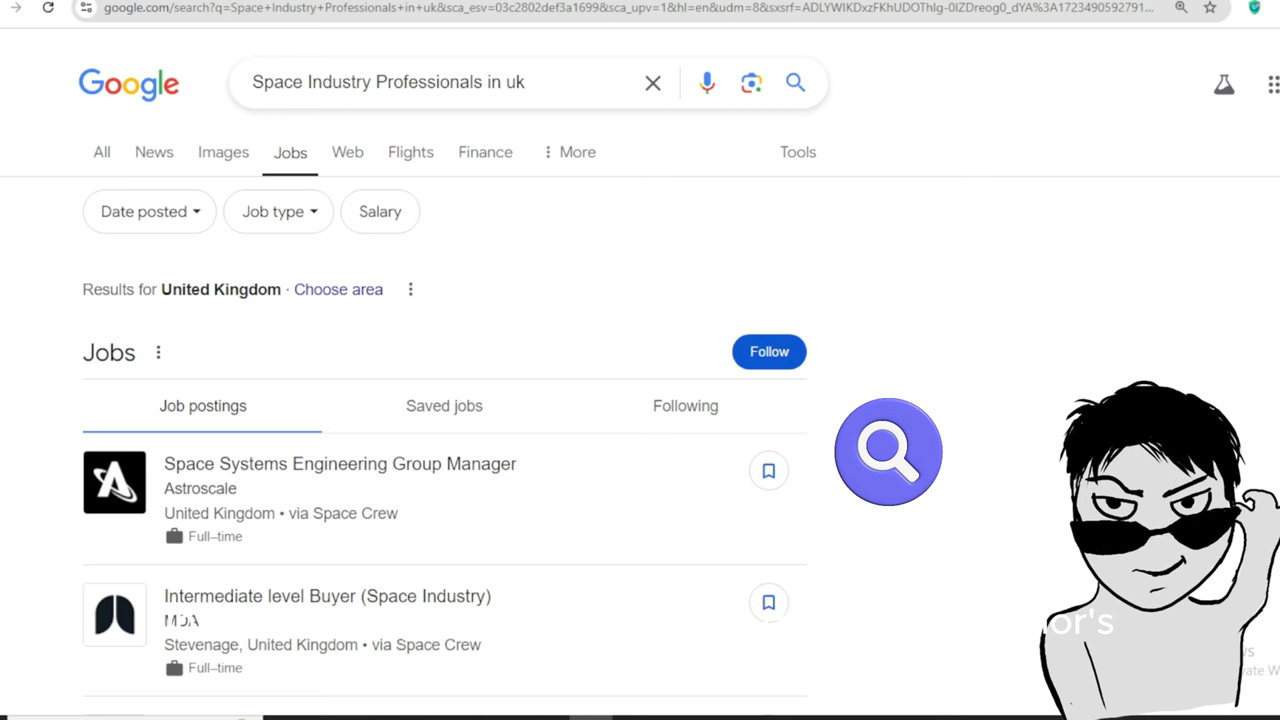 google.com/search?q=Space+Industry+Professionals+in+uk&sca_esv=03c2802def3a1699&sca_upv=1&hl=en&udm=8&sxsrf=ADLYWIKDxzFKhUDOThlg-0IZDreog0_dYA%3A1723490592791...
Google
Space Industry Professionals in uk
All News Images Jobs Web Flights Finance More Tools
Date posted Job type Salary
Results for United Kingdom · Choose area
Jobs
Follow
Job postings Saved jobs Following
Space Systems Engineering Group Manager
Astroscale
United Kingdom • via Space Crew
Full–time
Intermediate level Buyer (Space Industry)
MDA
Stevenage, United Kingdom • via Space Crew
Full–time